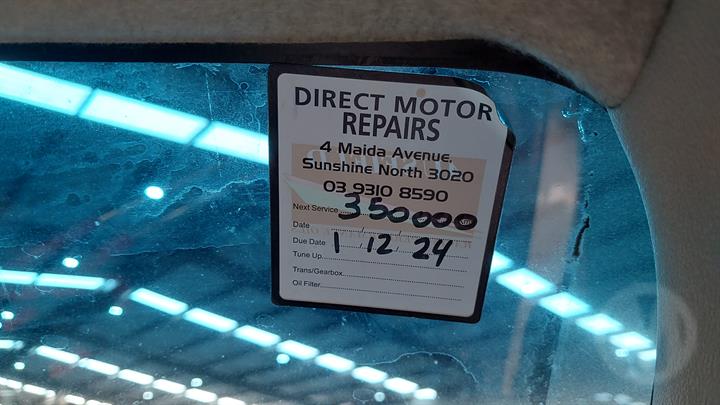 DIRECT MOTOR
REPAIRS
4 Maida Avenue,
Sunshine North 3020
03 9310 8590
Next Service 350000
Date
Due Date 1 / 12 / 24
Tune Up
Trans/Gearbox
Oil Filter